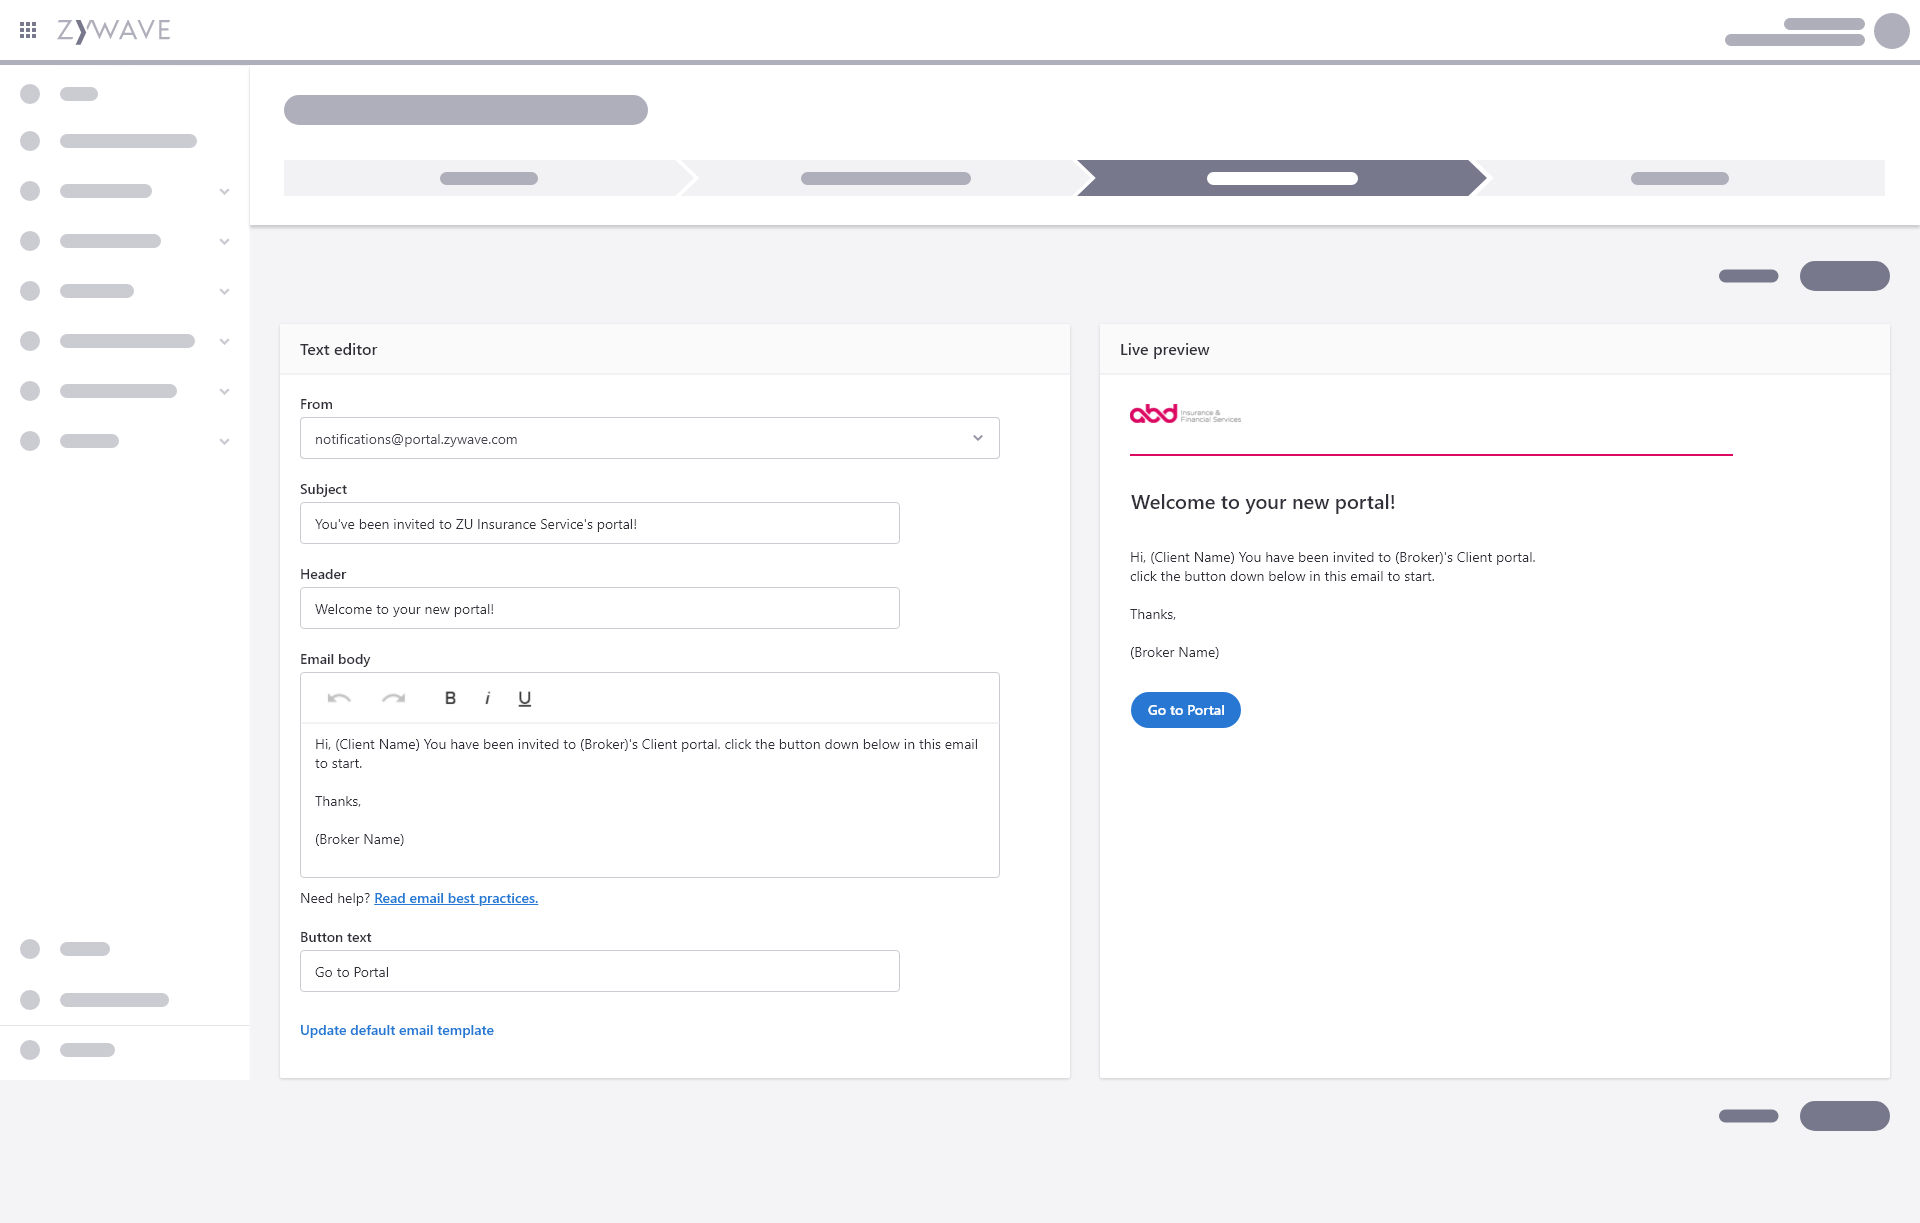 ZYWAVE
Text editor
From
notifications@portal.zywave.com
Subject
You've been invited to ZU Insurance Service's portal!
Header
Welcome to your new portal!
Email body
B i U
Hi, (Client Name) You have been invited to (Broker)'s Client portal. click the button down below in this email
to start.
Thanks,
(Broker Name)
Need help? Read email best practices.
Button text
Go to Portal
Update default email template
Live preview
abd Insurance &
Financial Services
Welcome to your new portal!
Hi, (Client Name) You have been invited to (Broker)'s Client portal.
click the button down below in this email to start.
Thanks,
(Broker Name)
Go to Portal